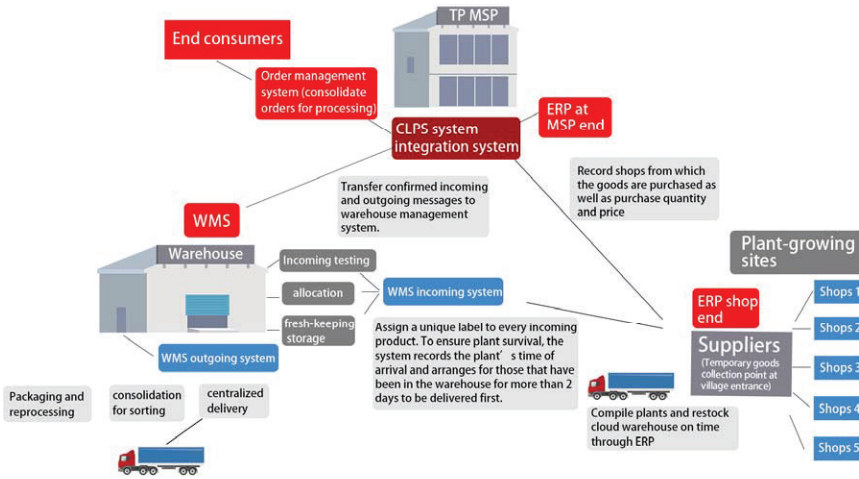 TP MSP
End consumers
Order management
system (consolidate
orders for processing)
ERP at
MSP end
CLPS system
integration system
Transfer confirmed incoming
and outgoing messages to
warehouse management
system.
Record shops from which
the goods are purchased as
well as purchase quantity
and price
WMS
Warehouse
Incoming testing
allocation
fresh-keeping
storage
WMS incoming system
WMS outgoing system
Assign a unique label to every incoming
product. To ensure plant survival, the
system records the plant’ s time of
arrival and arranges for those that have
been in the warehouse for more than 2
days to be delivered first.
Packaging and
reprocessing
consolidation
for sorting
centralized
delivery
Plant-growing
sites
ERP shop
end
Suppliers
(Temporary goods
collection point at
village entrance)
Shops 1
Shops 2
Shops 3
Shops 4
Shops 5
Compile plants and restock
cloud warehouse on time
through ERP